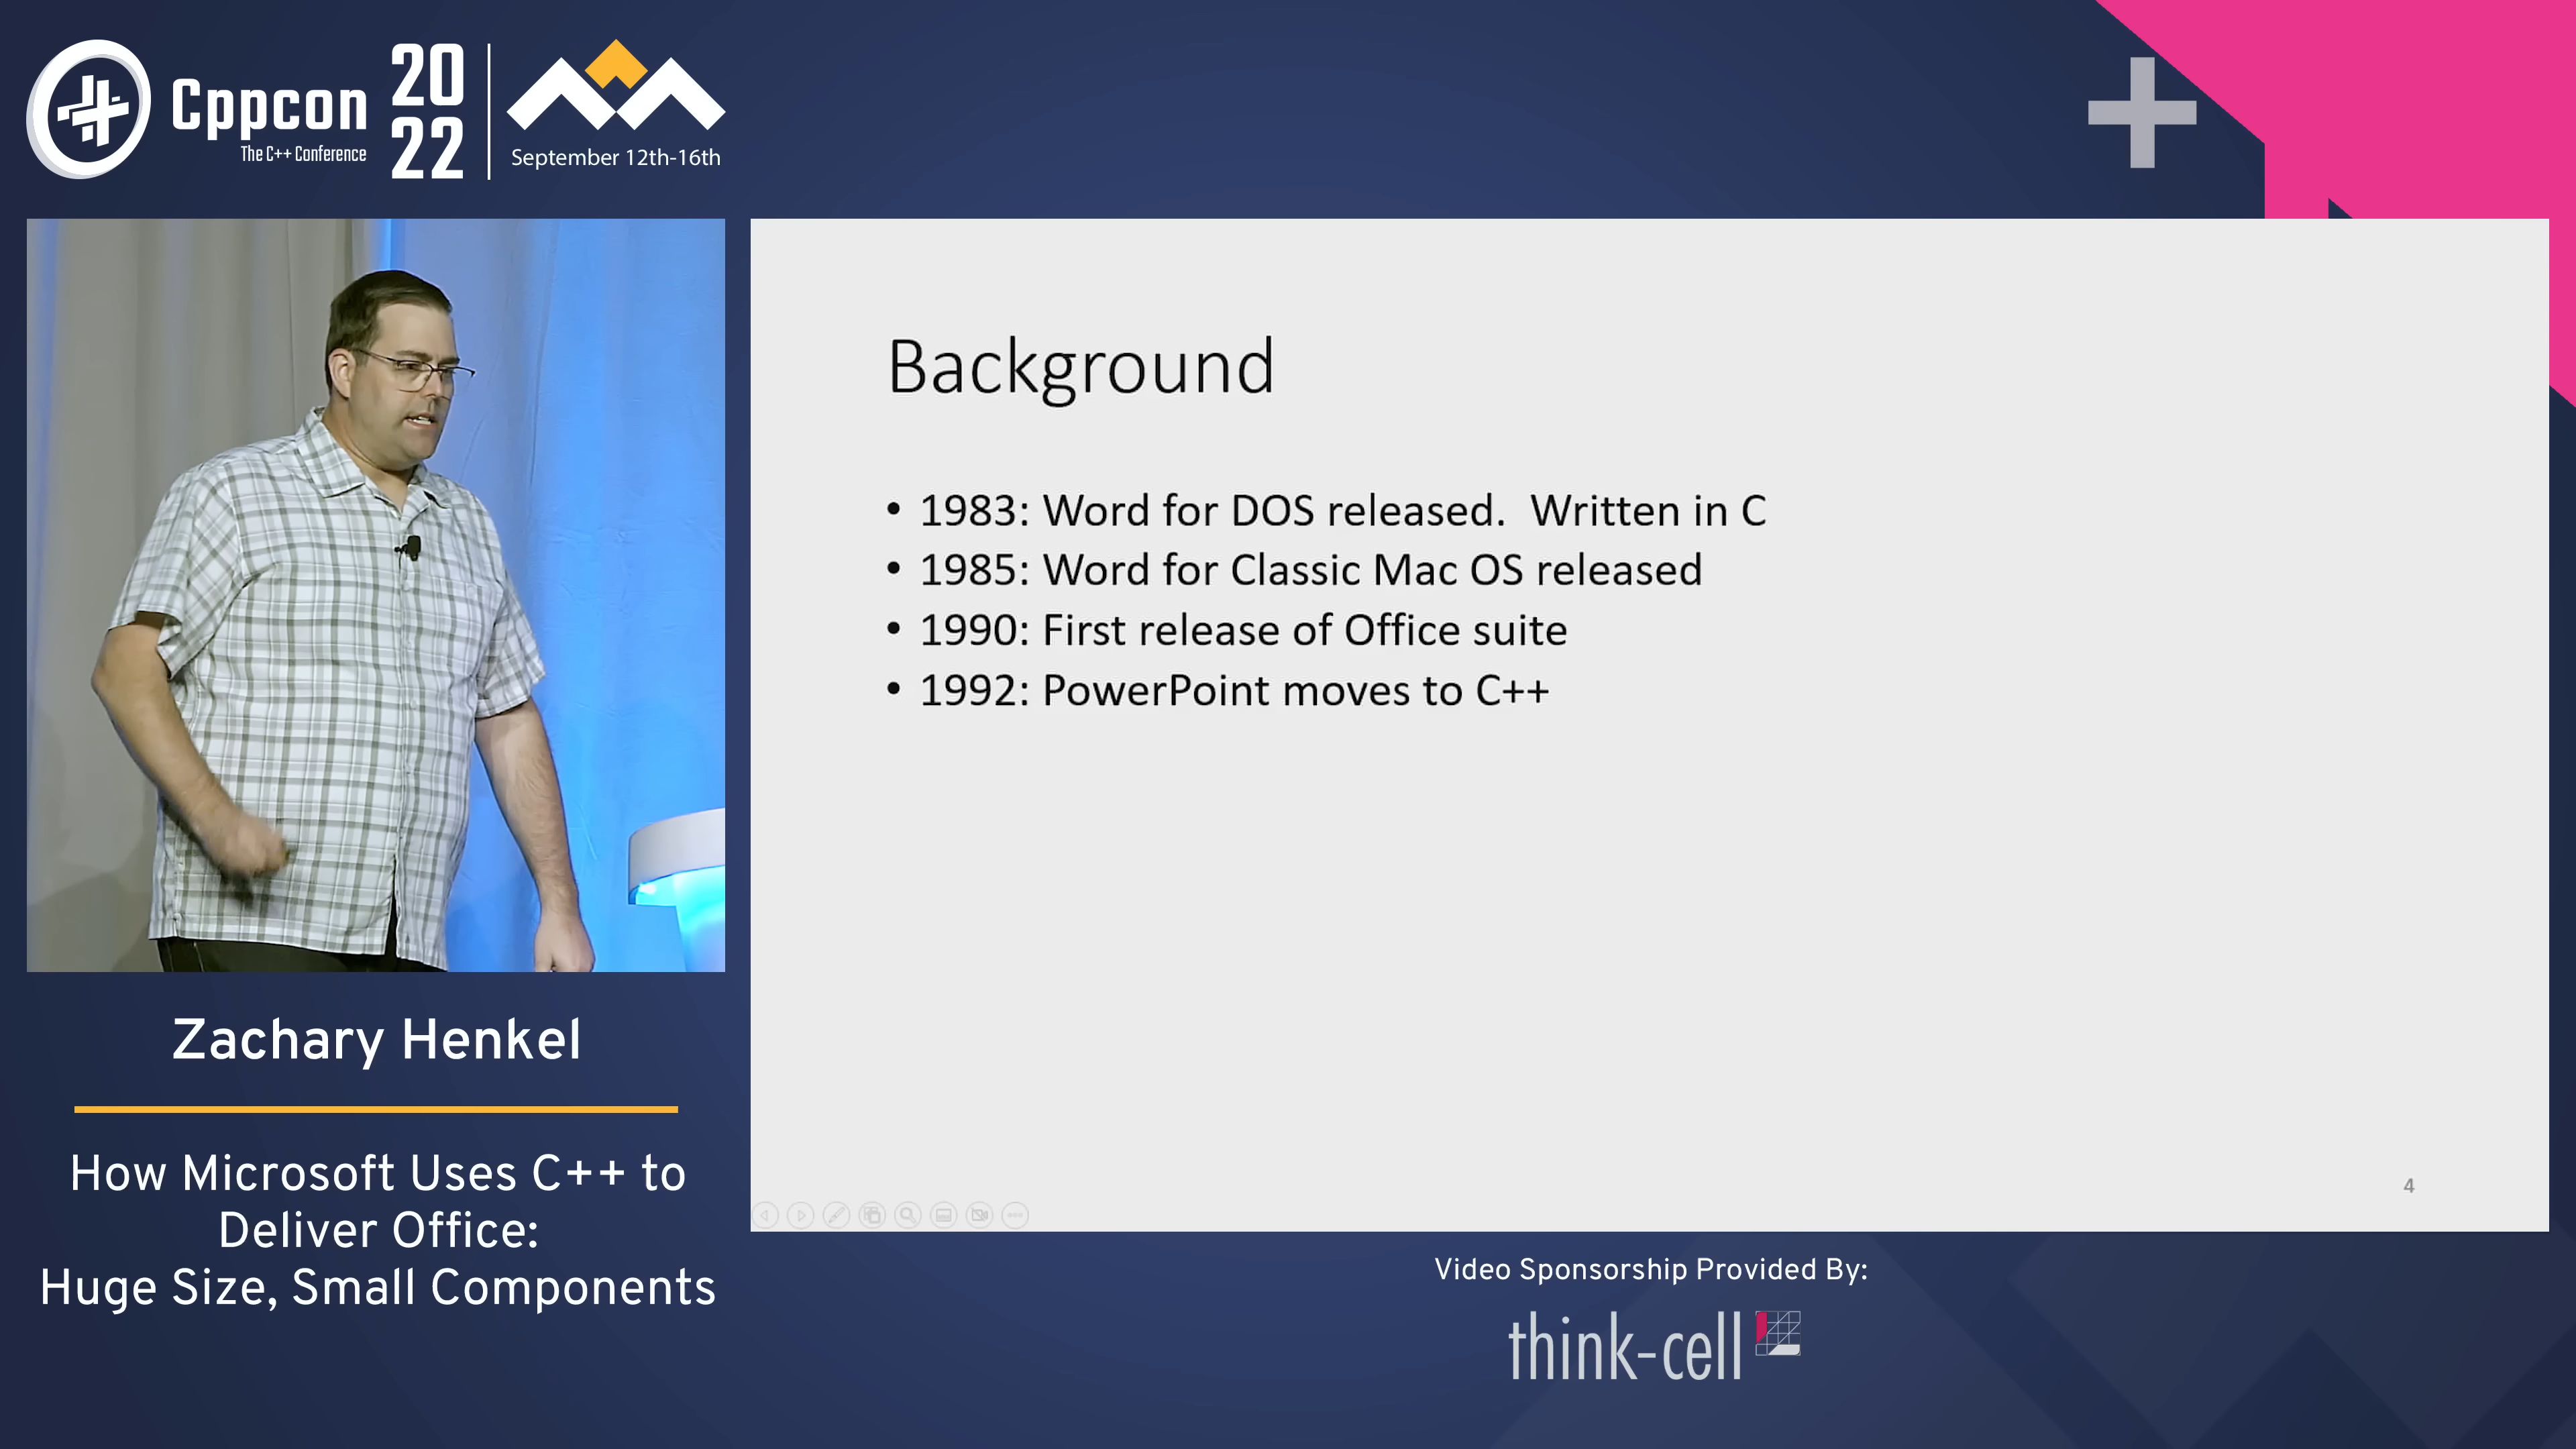 Cppcon
The C++ Conference
20
22
September 12th-16th
Background
• 1983: Word for DOS released.  Written in C
• 1985: Word for Classic Mac OS released
• 1990: First release of Office suite
• 1992: PowerPoint moves to C++
4
Zachary Henkel
How Microsoft Uses C++ to
Deliver Office:
Huge Size, Small Components
Video Sponsorship Provided By:
think-cell